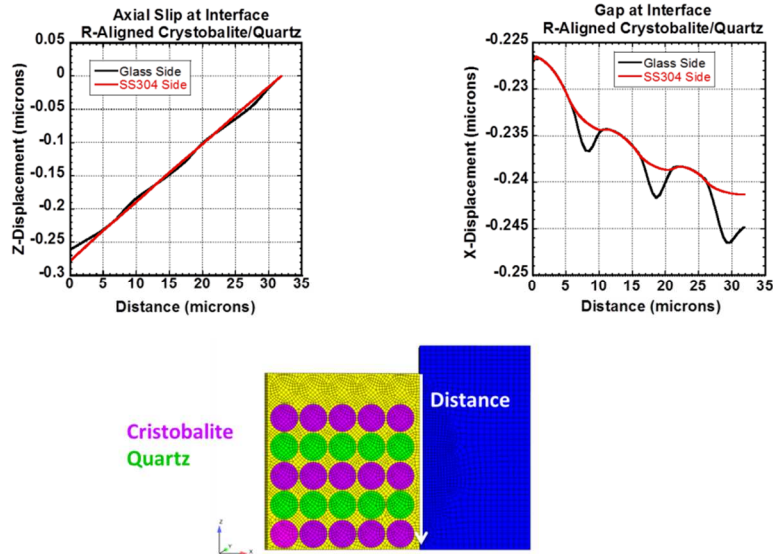 Axial Slip at Interface
R-Aligned Crystobalite/Quartz
0.05
0
-0.05
-0.1
-0.15
-0.2
-0.25
-0.3
Z-Displacement (microns)
Glass Side
SS304 Side
0 5 10 15 20 25 30 35
Distance (microns)
Gap at Interface
R-Aligned Crystobalite/Quartz
-0.225
-0.23
-0.235
-0.24
-0.245
-0.25
X-Displacement (microns)
Glass Side
SS304 Side
0 5 10 15 20 25 30 35
Distance (microns)
Distance
Cristobalite
Quartz
Z
Y
X